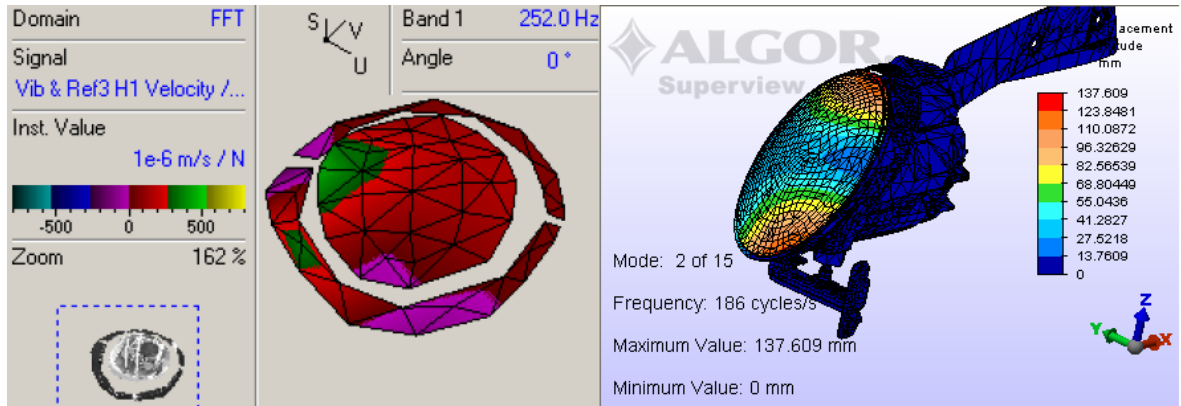 Domain FFT
Signal
Vib & Ref3 H1 Velocity /...
Inst. Value
1e-6 m/s / N
-500 0 500
Zoom 162 %
S
V
U
Band 1 252.0 Hz
Angle 0 °
ALGOR.
Superview
acement
tude
mm
137.609
123.8481
110.0872
96.32629
82.56539
68.80449
55.0436
41.2827
27.5218
13.7609
0
Mode: 2 of 15
Frequency: 186 cycles/s
Maximum Value: 137.609 mm
Minimum Value: 0 mm
Z
Y
X